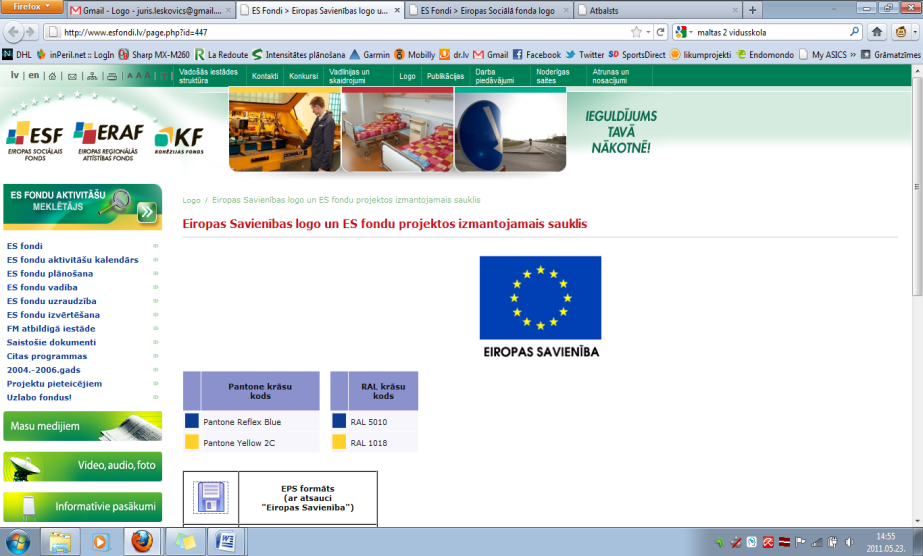 Firefox
Gmail - Logo - juris.leskovics@gmail....
ES Fondi > Eiropas Savienības logo u...
ES Fondi > Eiropas Sociālā fonda logo
Atbalsts
http://www.esfondi.lv/page.php?id=447
maltas 2 vidusskola
DHL
inPeril.net :: LogIn
Sharp MX-M260
La Redoute
Intensitātes plānošana
Garmin
Mobilly
dr.lv
Gmail
Facebook
Twitter
SportsDirect
likumprojekti
Endomondo
My ASICS
Grāmatzīmes
lv | en
A A A
Vadošās iestādes struktūra
Kontakti
Konkursi
Vadlīnijas un skaidrojumi
Logo
Publikācijas
Darba piedāvājumi
Noderīgas saites
Atruņas un nosacījumi
ESF
EIROPAS SOCIĀLAIS
FONDS
ERAF
EIROPAS REĢIONĀLĀS
ATTĪSTĪBAS FONDS
KF
KOHĒZIJAS FONDS
IEGULDĪJUMS
TAVĀ
NĀKOTNĒ!
ES FONDU AKTIVITĀŠU
MEKLĒTĀJS
ES fondi
ES fondu aktivitāšu kalendārs
ES fondu plānošana
ES fondu vadība
ES fondu uzraudzība
ES fondu izvērtēšana
FM atbildīgā iestāde
Saistošie dokumenti
Citas programmas
2004.-2006.gads
Projektu pieteicējiem
Uzlabo fondus!
Masu medijiem
Video, audio, foto
Informatīvie pasākumi
Logo / Eiropas Savienības logo un ES fondu projektos izmantojamais sauklis
Eiropas Savienības logo un ES fondu projektos izmantojamais sauklis
EIROPAS SAVIENĪBA
Pantone krāsu
kods
Pantone Reflex Blue
Pantone Yellow 2C
RAL krāsu
kods
RAL 5010
RAL 1018
EPS formāts
(ar atsauci
"Eiropas Savienība")
14:55
2011.05.23.